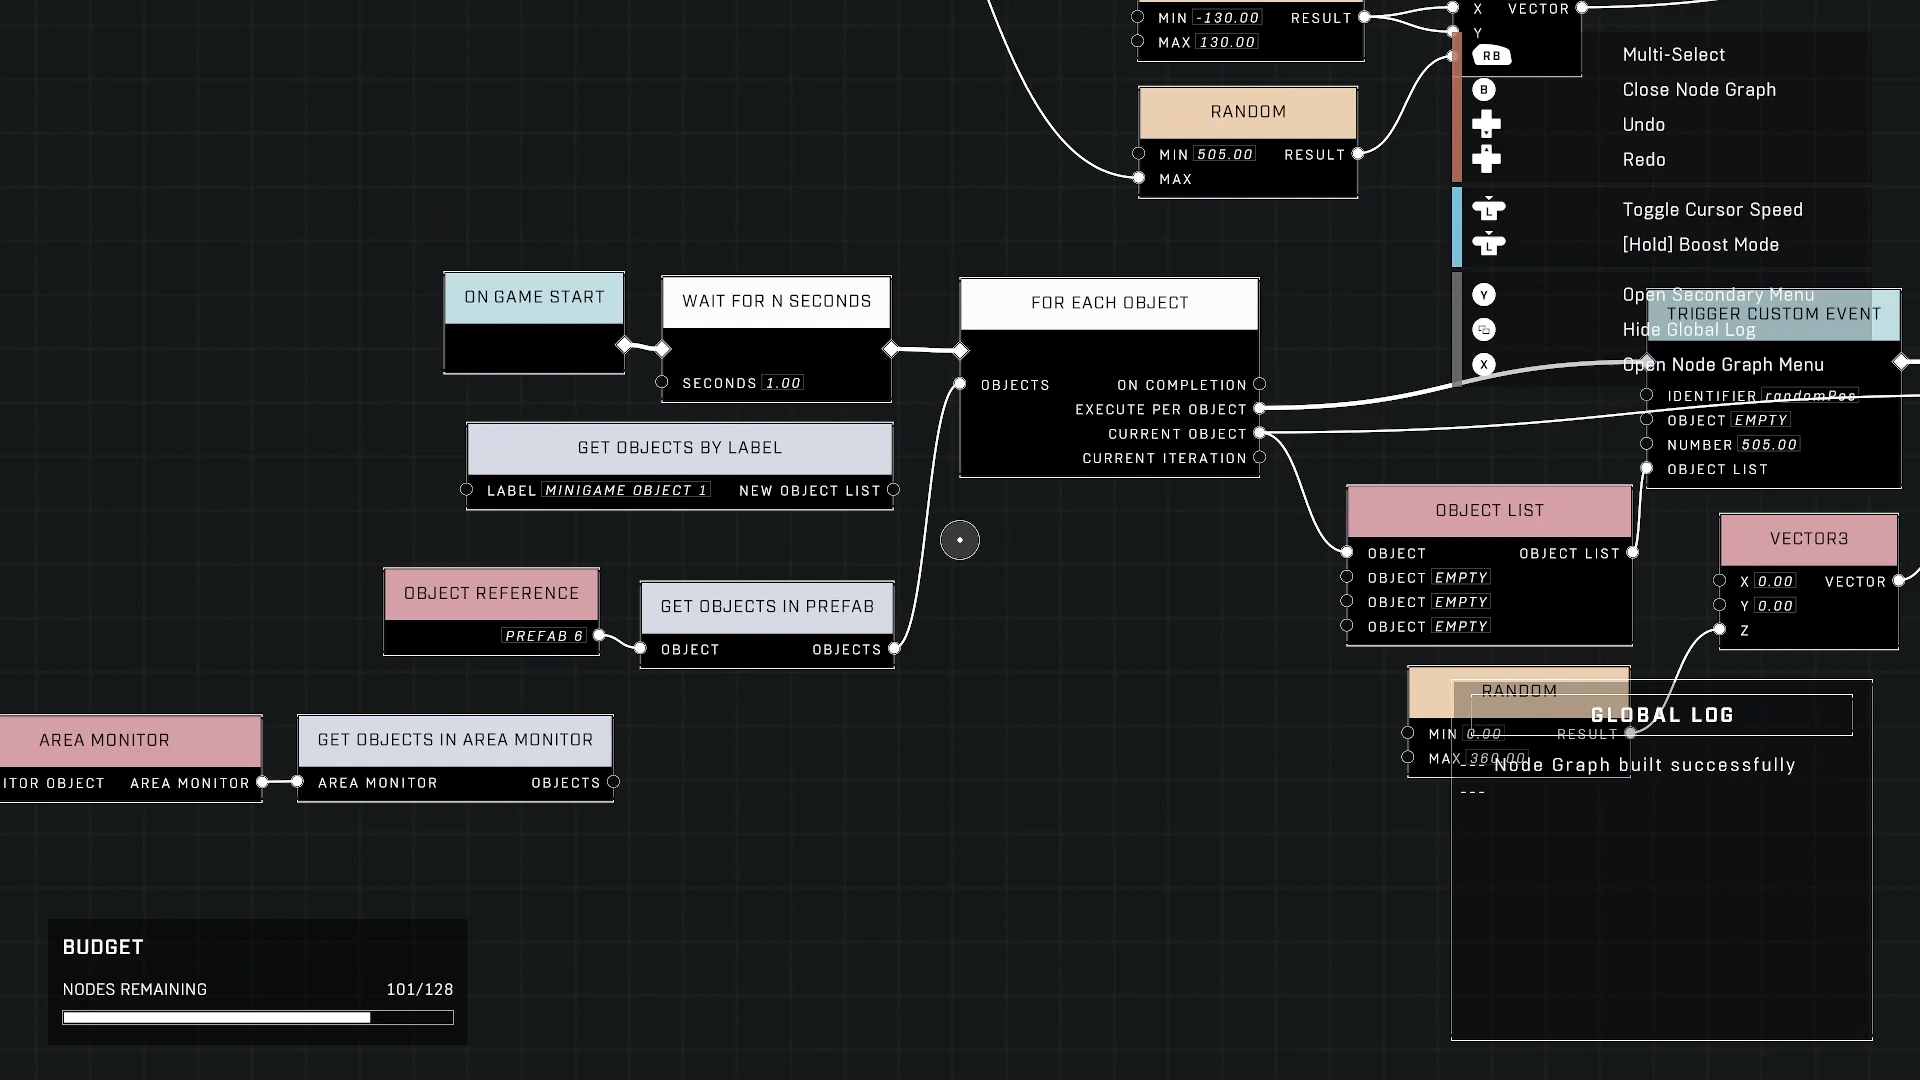 MIN -130.00 RESULT
MAX 130.00
X VECTOR
Y
RB Multi-Select
B Close Node Graph
Undo
Redo
L Toggle Cursor Speed
L [Hold] Boost Mode
Y Open Secondary Menu
Hide Global Log
X Open Node Graph Menu
RANDOM
MIN 505.00 RESULT
MAX
ON GAME START
WAIT FOR N SECONDS
SECONDS 1.00
FOR EACH OBJECT
OBJECTS ON COMPLETION
EXECUTE PER OBJECT
CURRENT OBJECT
CURRENT ITERATION
TRIGGER CUSTOM EVENT
IDENTIFIER randomPos
OBJECT EMPTY
NUMBER 505.00
OBJECT LIST
GET OBJECTS BY LABEL
LABEL MINIGAME OBJECT 1 NEW OBJECT LIST
OBJECT LIST
OBJECT OBJECT LIST
OBJECT EMPTY
OBJECT EMPTY
OBJECT EMPTY
VECTOR3
X 0.00 VECTOR
Y 0.00
Z
OBJECT REFERENCE
PREFAB 6
GET OBJECTS IN PREFAB
OBJECT OBJECTS
RANDOM
MIN 0.00 RESULT
MAX 360.00
AREA MONITOR
ITOR OBJECT AREA MONITOR
GET OBJECTS IN AREA MONITOR
AREA MONITOR OBJECTS
GLOBAL LOG
--- Node Graph built successfully
---
BUDGET
NODES REMAINING 101/128